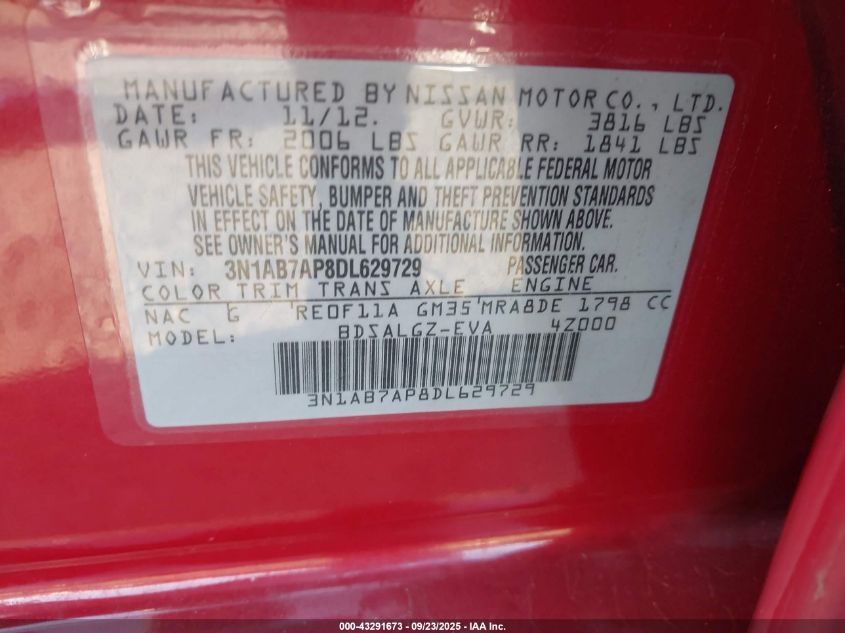 MANUFACTURED BY NISSAN MOTOR CO., LTD.
DATE: 11/12. GVWR: 3816 LBS
GAWR FR: 2006 LBS GAWR RR: 1841 LBS
THIS VEHICLE CONFORMS TO ALL APPLICABLE FEDERAL MOTOR
VEHICLE SAFETY, BUMPER AND THEFT PREVENTION STANDARDS
IN EFFECT ON THE DATE OF MANUFACTURE SHOWN ABOVE.
SEE OWNER'S MANUAL FOR ADDITIONAL INFORMATION.
VIN: 3N1AB7AP8DL629729 PASSENGER CAR.
COLOR TRIM TRANS AXLE ENGINE
NAC G RE0F11A GM35 MRA8DE 1798 CC
MODEL: BDSALGZ-EVA 4Z000
3N1AB7AP8DL629729
000-43291673 | 09/23/2025 | IAA Inc.